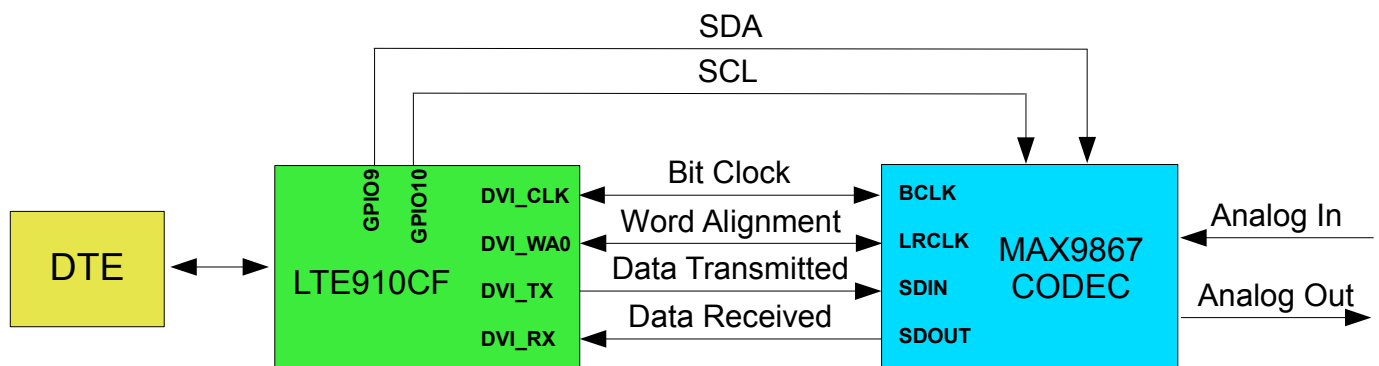 SDA
SCL
GPIO9
GPIO10
DTE
LTE910CF
DVI_CLK
DVI_WA0
DVI_TX
DVI_RX
Bit Clock
Word Alignment
Data Transmitted
Data Received
BCLK
LRCLK
SDIN
SDOUT
MAX9867
CODEC
Analog In
Analog Out